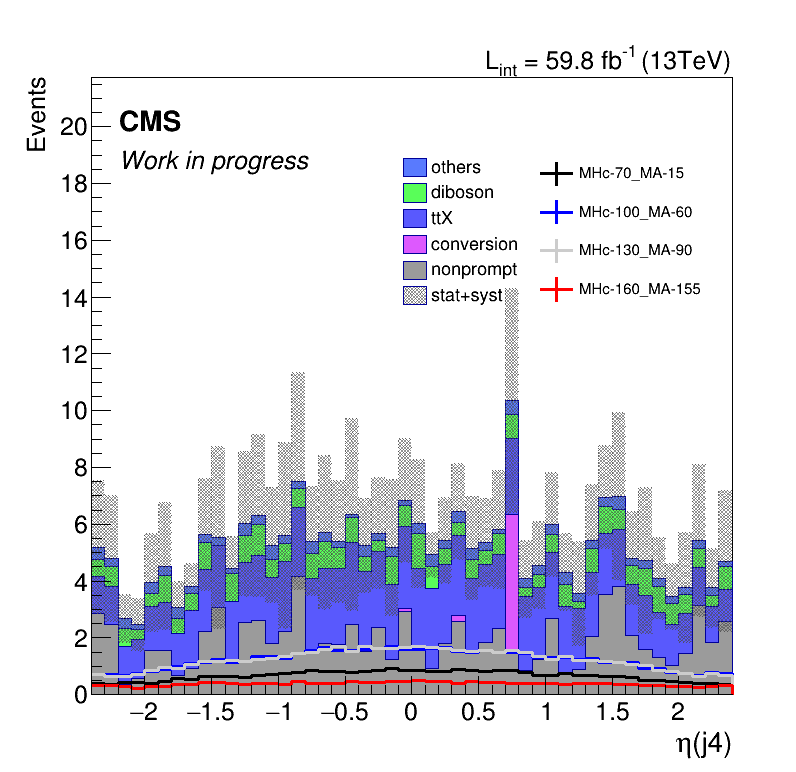 L_int = 59.8 fb^-1 (13TeV)
Events
CMS
Work in progress
others
diboson
ttX
conversion
nonprompt
stat+syst
MHc-70_MA-15
MHc-100_MA-60
MHc-130_MA-90
MHc-160_MA-155
20
18
16
14
12
10
8
6
4
2
0
−2 −1.5 −1 −0.5 0 0.5 1 1.5 2
η(j4)